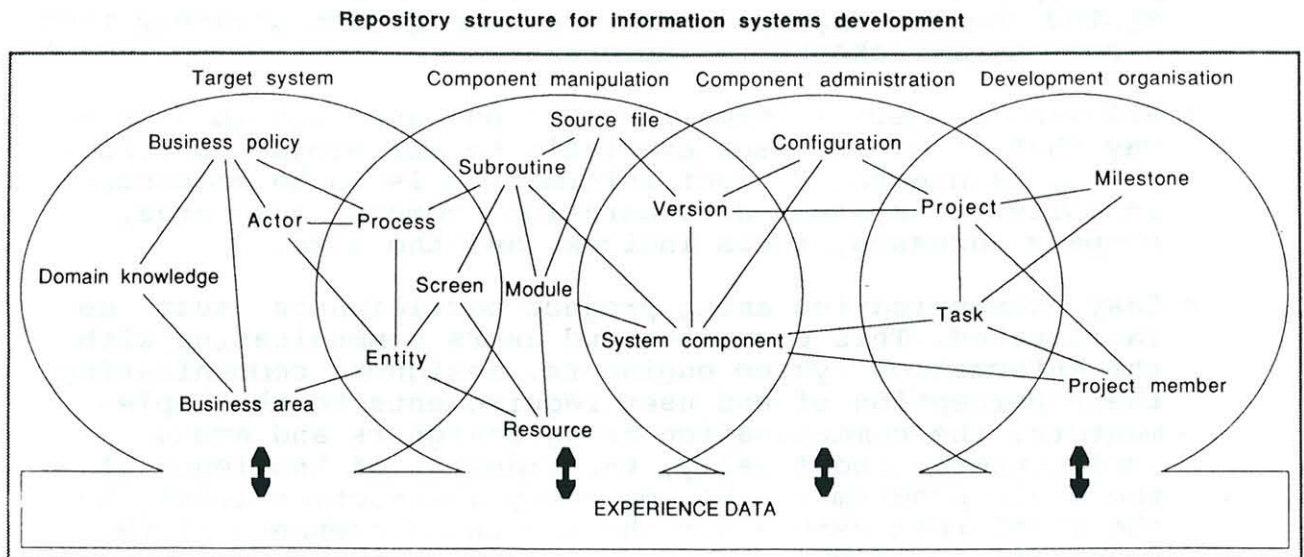 Repository structure for information systems development
Target system
Component manipulation
Component administration
Development organisation
Source file
Business policy
Configuration
Subroutine
Milestone
Version
Project
Actor
Process
Domain knowledge
Screen
Module
Task
System component
Entity
Project member
Business area
Resource
EXPERIENCE DATA